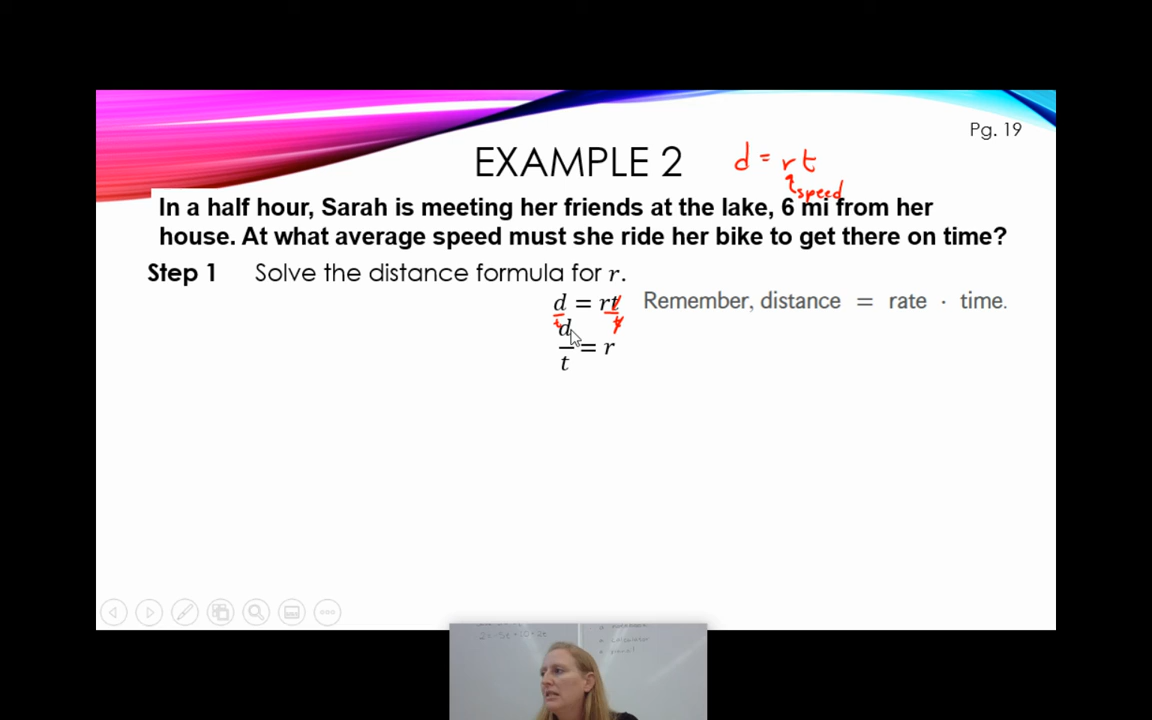 Pg. 19
EXAMPLE 2
d = rt
speed
In a half hour, Sarah is meeting her friends at the lake, 6 mi from her
house. At what average speed must she ride her bike to get there on time?
Step 1 Solve the distance formula for r.
d = rt Remember, distance = rate · time.
t t
d
= r
t